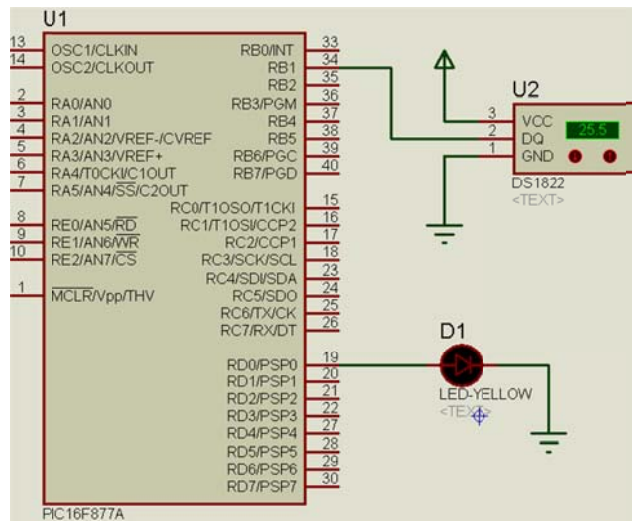 U1
13 OSC1/CLKIN
14 OSC2/CLKOUT
2 RA0/AN0
3 RA1/AN1
4 RA2/AN2/VREF-/CVREF
5 RA3/AN3/VREF+
6 RA4/T0CKI/C1OUT
7 RA5/AN4/SS/C2OUT
8 RE0/AN5/RD
9 RE1/AN6/WR
10 RE2/AN7/CS
1 MCLR/Vpp/THV
RB0/INT 33
RB1 34
RB2 35
RB3/PGM 36
RB4 37
RB5 38
RB6/PGC 39
RB7/PGD 40
RC0/T1OSO/T1CKI 15
RC1/T1OSI/CCP2 16
RC2/CCP1 17
RC3/SCK/SCL 18
RC4/SDI/SDA 23
RC5/SDO 24
RC6/TX/CK 25
RC7/RX/DT 26
RD0/PSP0 19
RD1/PSP1 20
RD2/PSP2 21
RD3/PSP3 22
RD4/PSP4 27
RD5/PSP5 28
RD6/PSP6 29
RD7/PSP7 30
PIC16F877A
U2
3 VCC
2 DQ
1 GND
25.5
DS1822
<TEXT>
D1
LED-YELLOW
<TEXT>